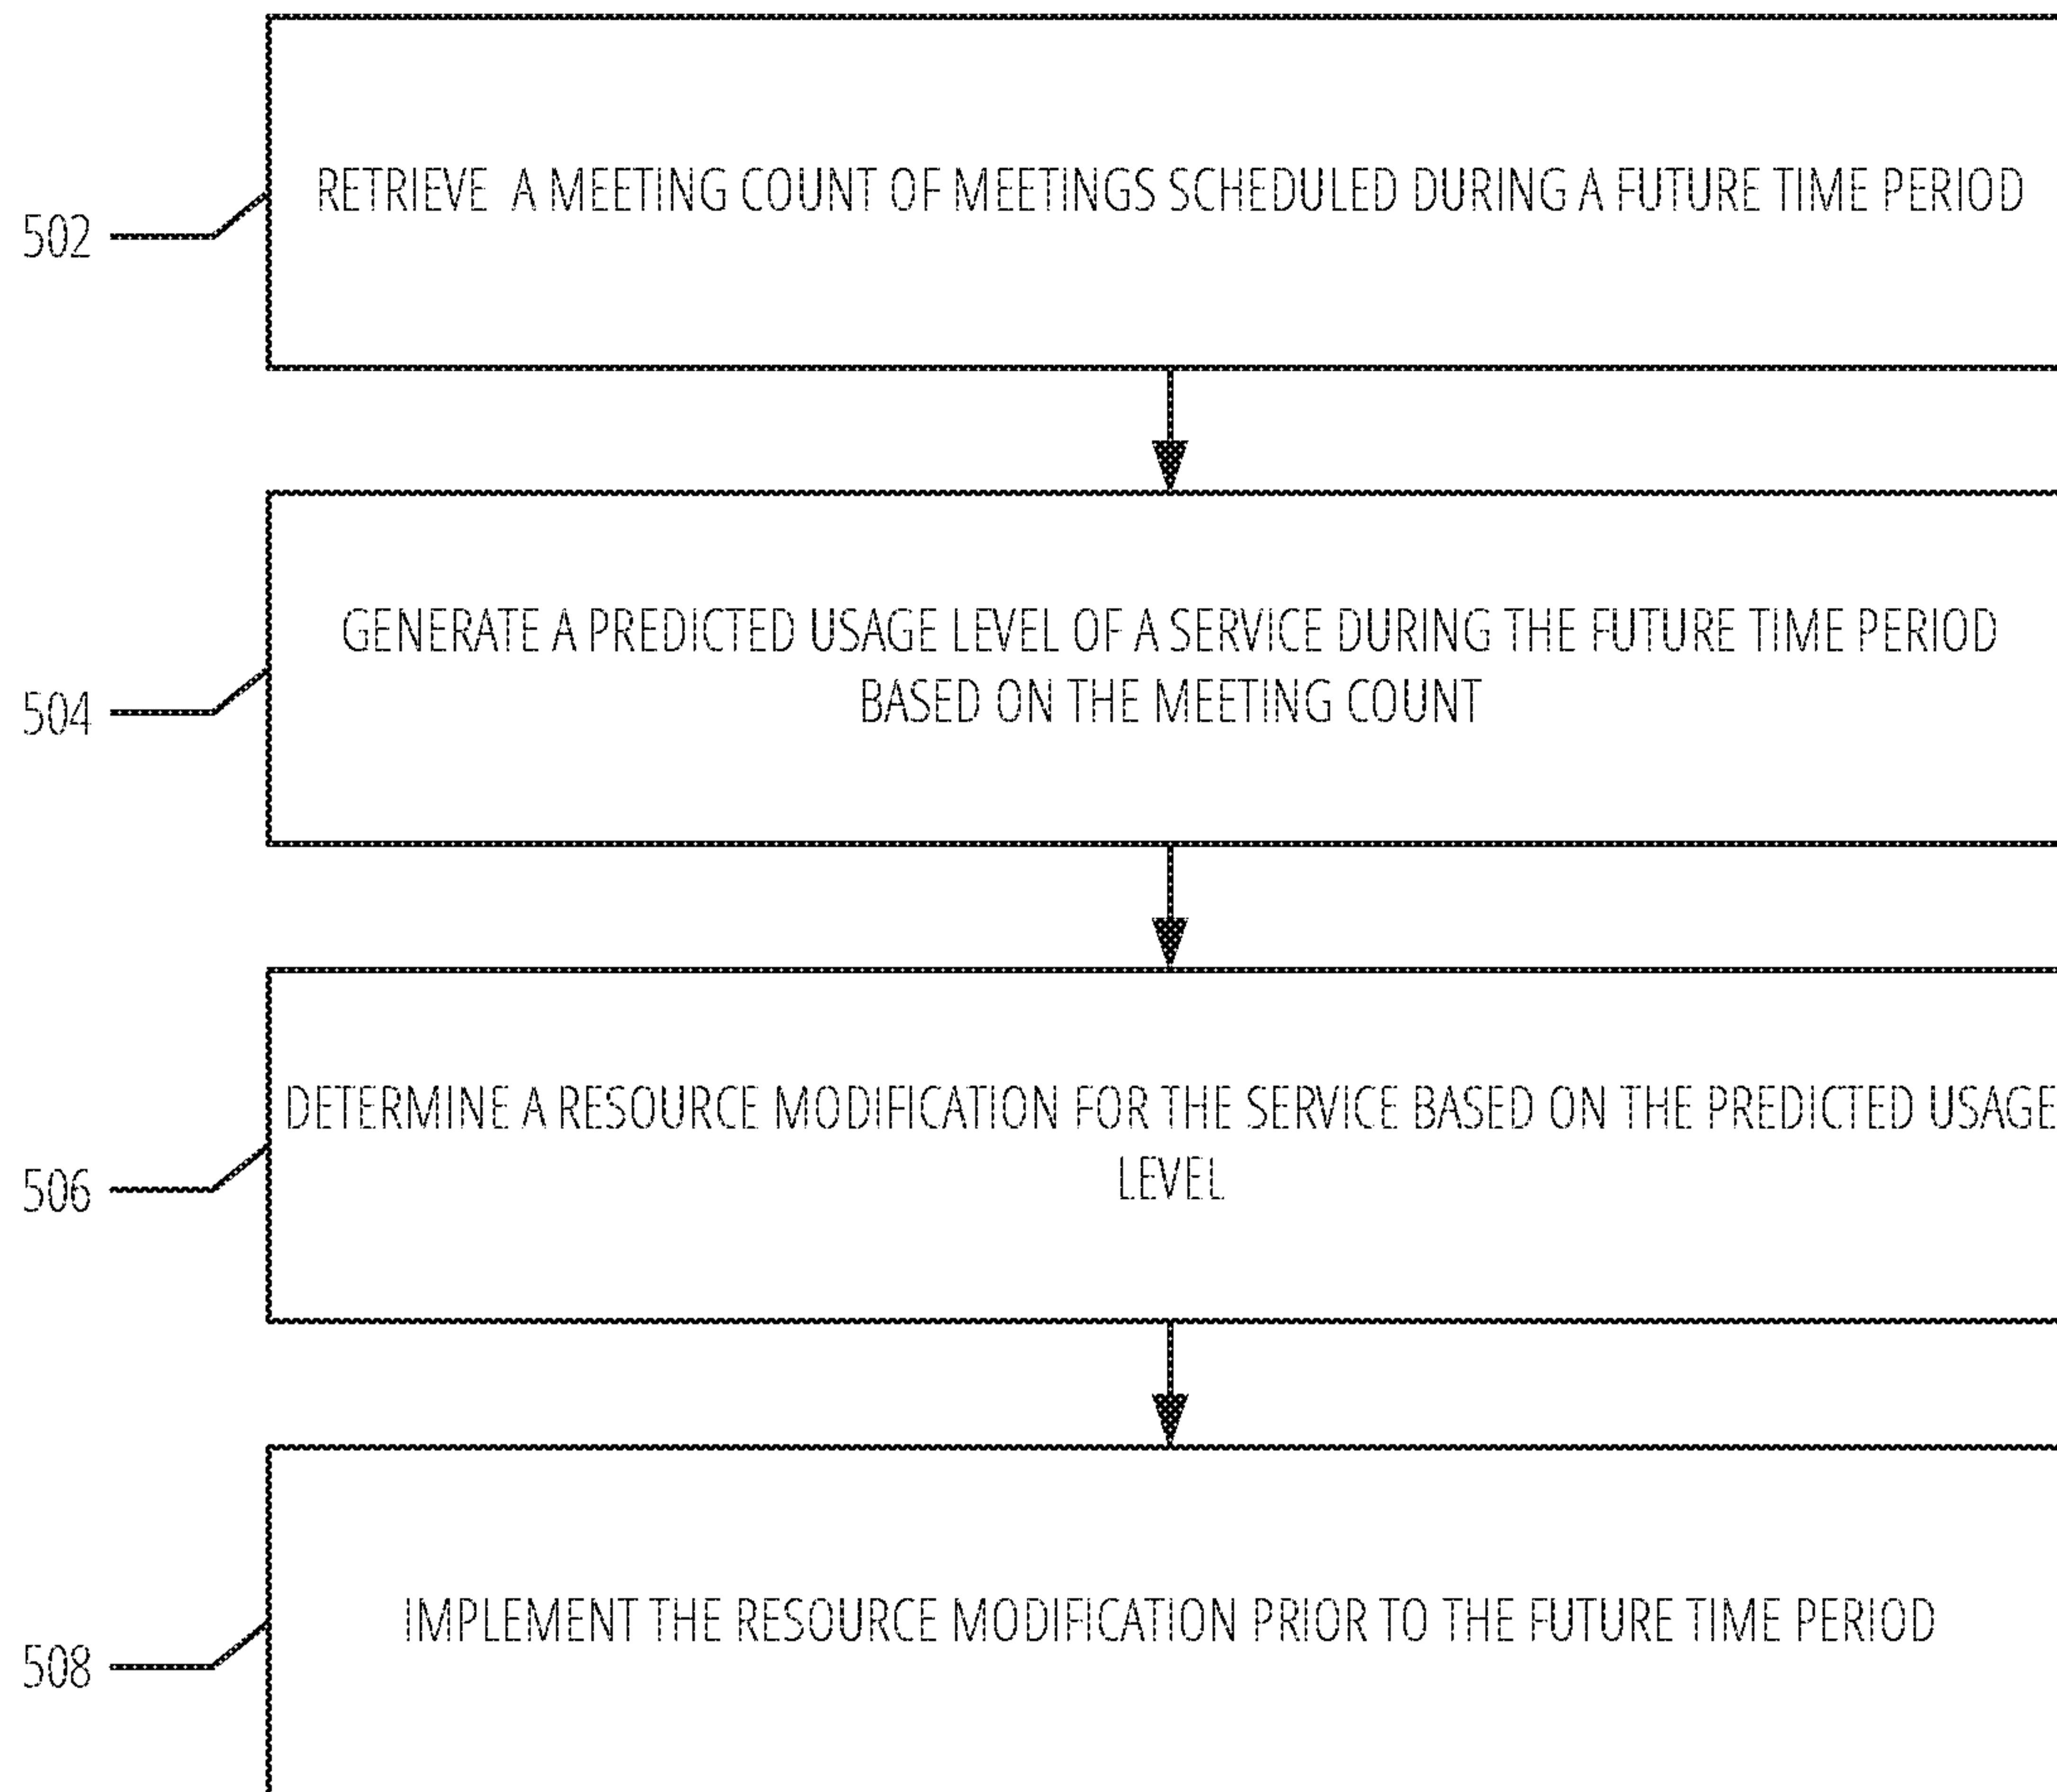 RETRIEVE A MEETING COUNT OF MEETINGS SCHEDULED DURING A FUTURE TIME PERIOD
502
GENERATE A PREDICTED USAGE LEVEL OF A SERVICE DURING THE FUTURE TIME PERIOD
BASED ON THE MEETING COUNT
504
DETERMINE A RESOURCE MODIFICATION FOR THE SERVICE BASED ON THE PREDICTED USAGE
LEVEL
506
IMPLEMENT THE RESOURCE MODIFICATION PRIOR TO THE FUTURE TIME PERIOD
508